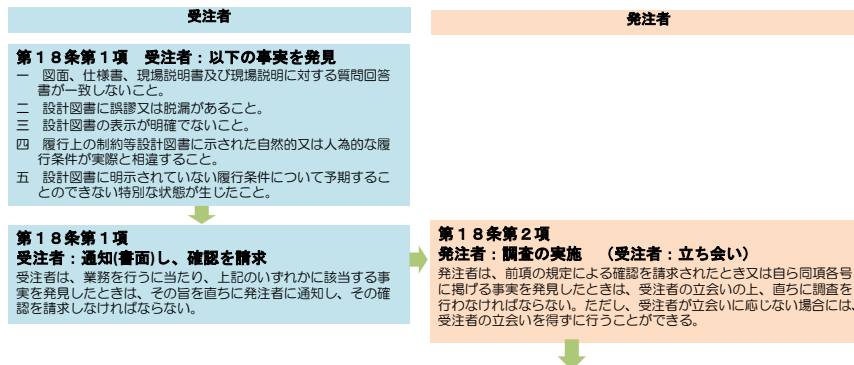 受注者
発注者
第18条第1項　受注者：以下の事実を発見
一　図面、仕様書、現場説明書及び現場説明に対する質問回答
書が一致しないこと。
二　設計図書に誤謬又は脱漏があること。
三　設計図書の表示が明確でないこと。
四　履行上の制約等設計図書に示された自然的又は人為的な履
行条件が実際と相違すること。
五　設計図書に明示されていない履行条件について予期するこ
とのできない特別な状態が生じたこと。
第18条第1項
受注者：通知(書面)し、確認を請求
受注者は、業務を行うに当たり、上記のいずれかに該当する事
実を発見したときは、その旨を直ちに発注者に通知し、その確
認を請求しなければならない。
第18条第2項
発注者：調査の実施　（受注者：立ち会い）
発注者は、前項の規定による確認を請求されたとき又は自ら同項各号
に掲げる事実を発見したときは、受注者の立会いの上、直ちに調査を
行わなければならない。ただし、受注者が立会いに応じない場合には、
受注者の立会いを得ずに行うことができる。